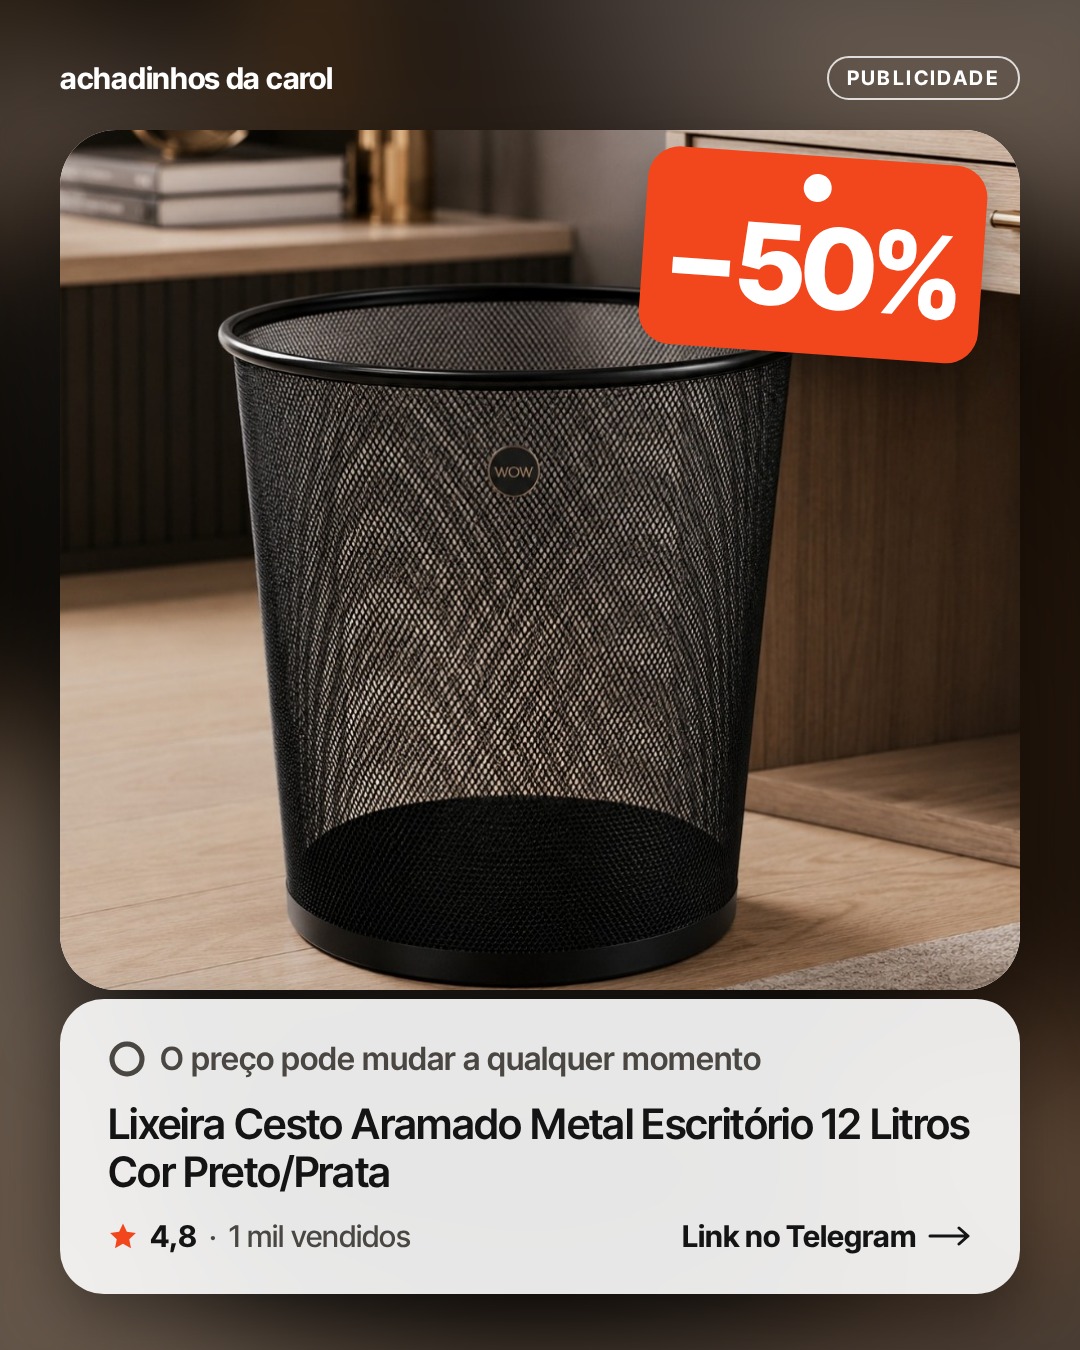 achadinhos da carol
PUBLICIDADE
–50%
WOW
O preço pode mudar a qualquer momento
Lixeira Cesto Aramado Metal Escritório 12 Litros
Cor Preto/Prata
4,8 · 1 mil vendidos
Link no Telegram →